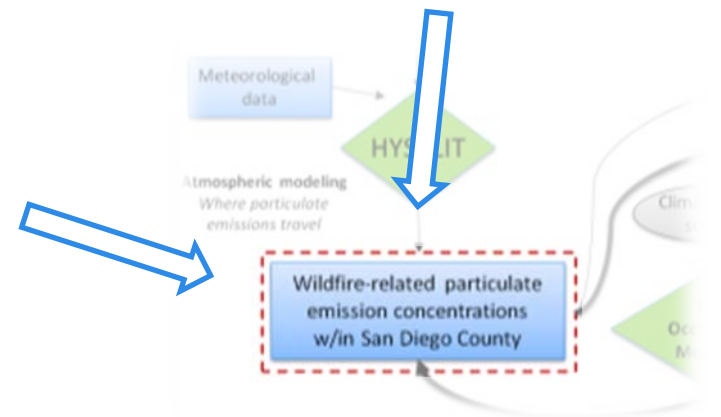 Meteorological
data
Atmospheric modeling
Where particulate
emissions travel
Wildfire-related particulate
emission concentrations
w/in San Diego County